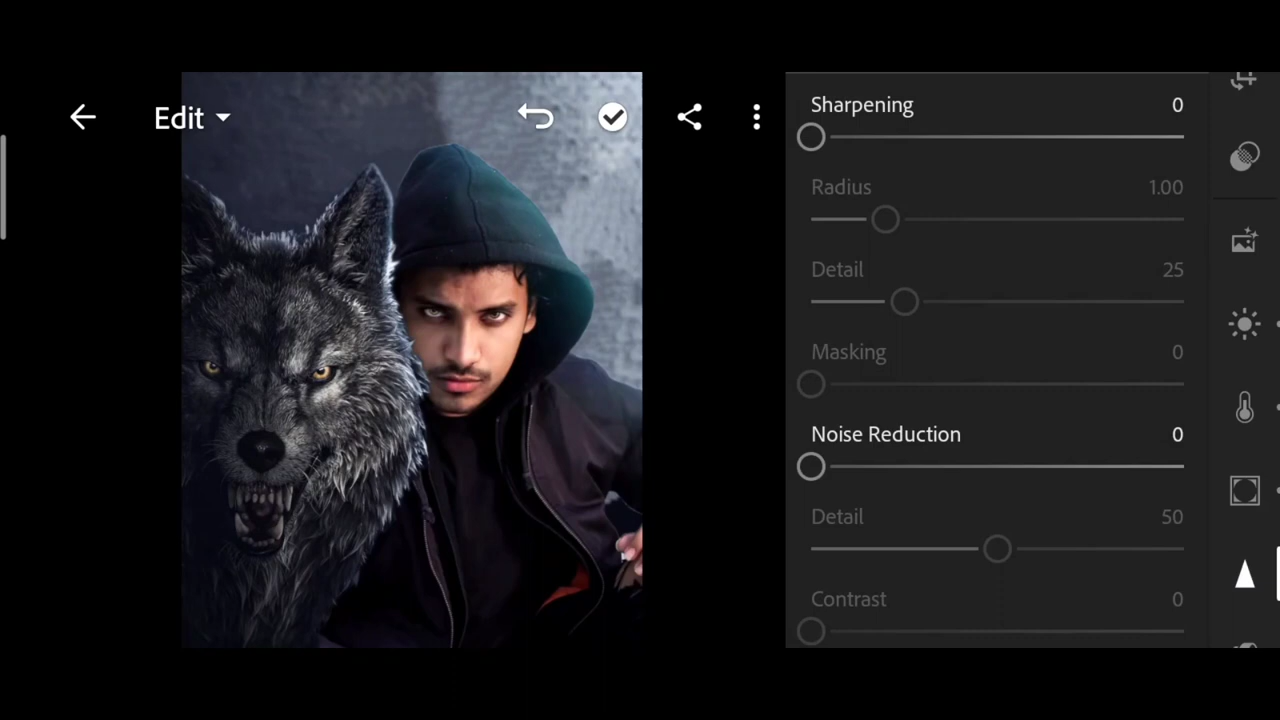 Edit
Sharpening 0
Radius 1.00
Detail 25
Masking 0
Noise Reduction 0
Detail 50
Contrast 0